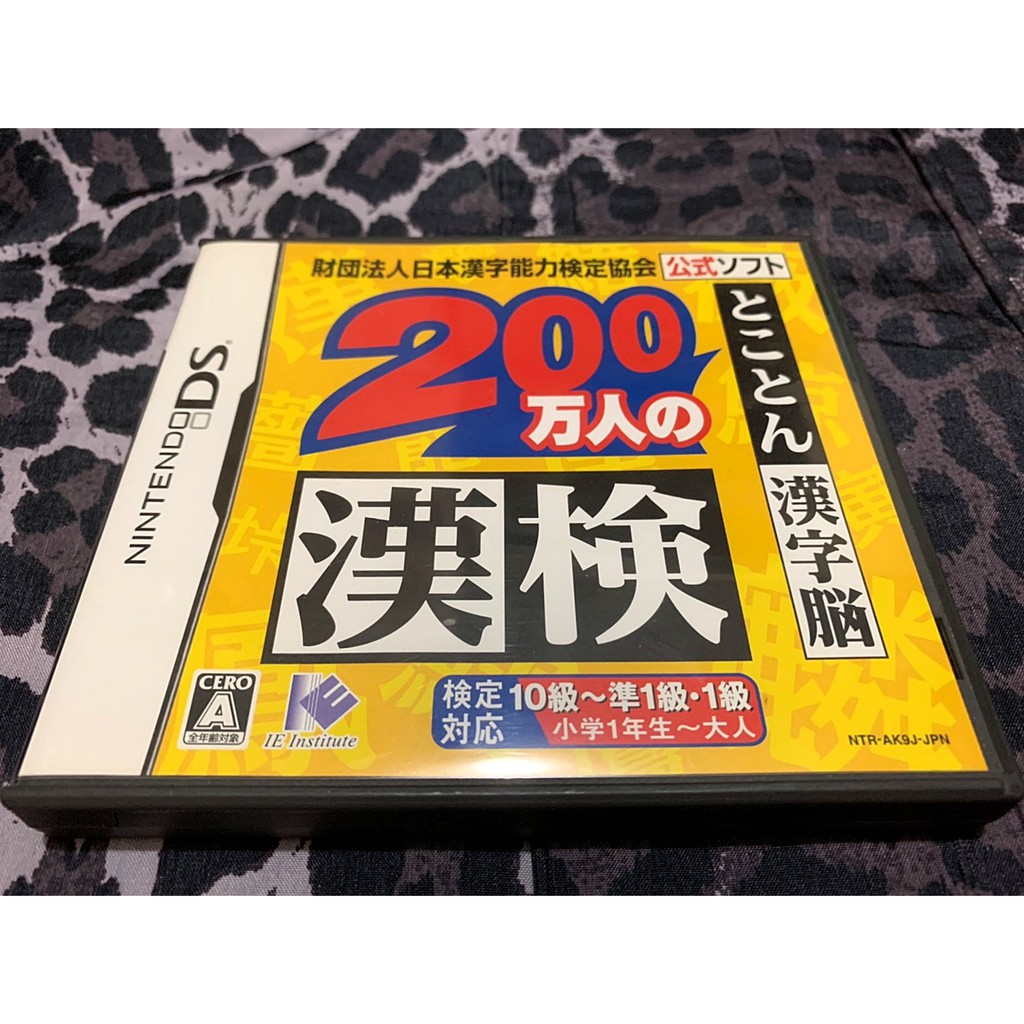 NINTENDO DS
財団法人日本漢字能力検定協会 公式ソフト
200
万人の
漢検
とことん
漢字脳
CERO
A
全年齢対象
IE Institute
検定対応
10級～準1級・1級
小学1年生～大人
NTR-AK9J-JPN